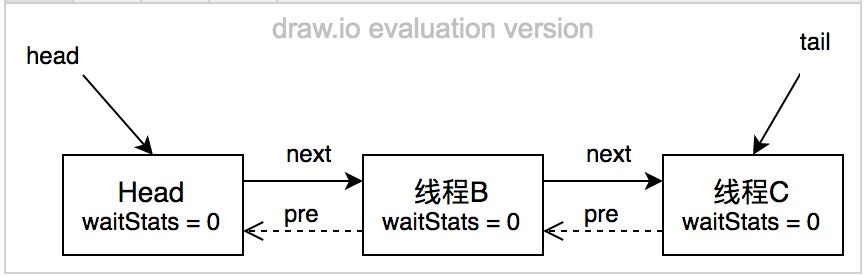 draw.io evaluation version
head
tail
next
next
Head
waitStats = 0
线程B
waitStats = 0
线程C
waitStats = 0
pre
pre